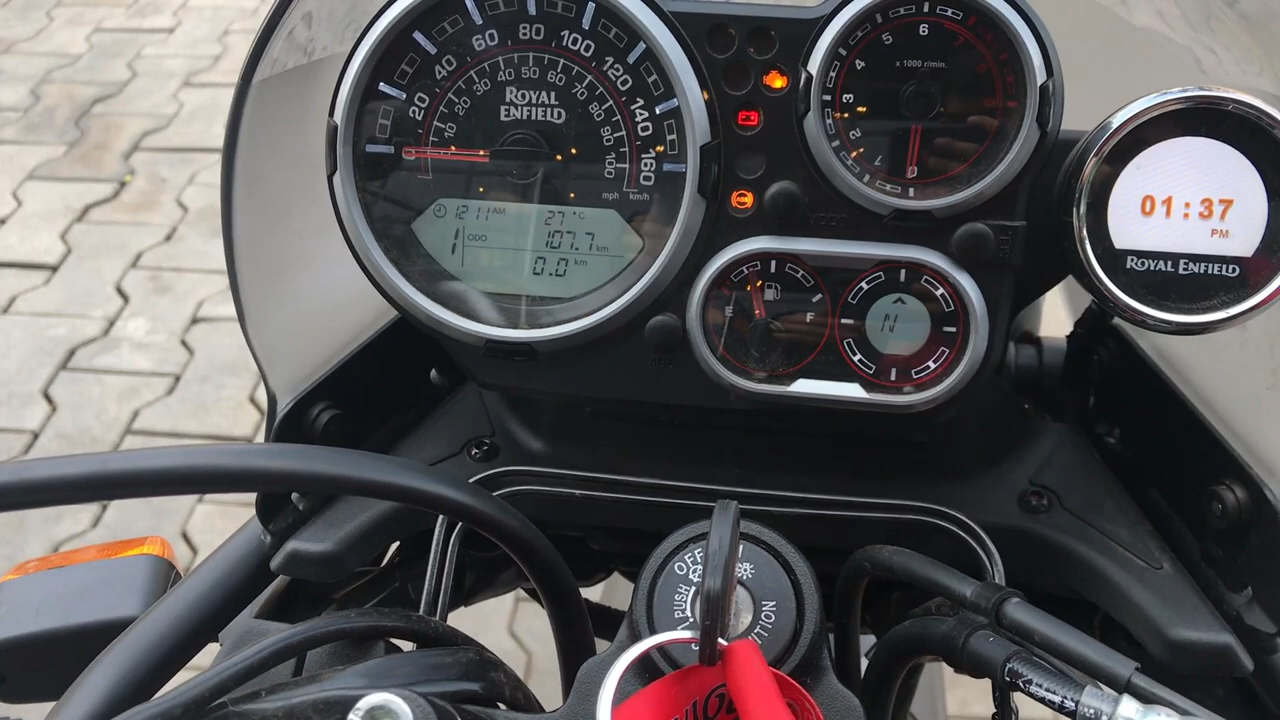 20 40 60 80 100 120 140 160
10 20 30 40 50 60 70 80 90 100
ROYAL
ENFIELD
mph km/h
12 11 AM 27 °C
ODO 107.7 km
0.0 km
0 1 2 3 4 5 6 7
x 1000 r/min.
ABS
E F
N
01:37
PM
ROYAL ENFIELD
OFF
PUSH